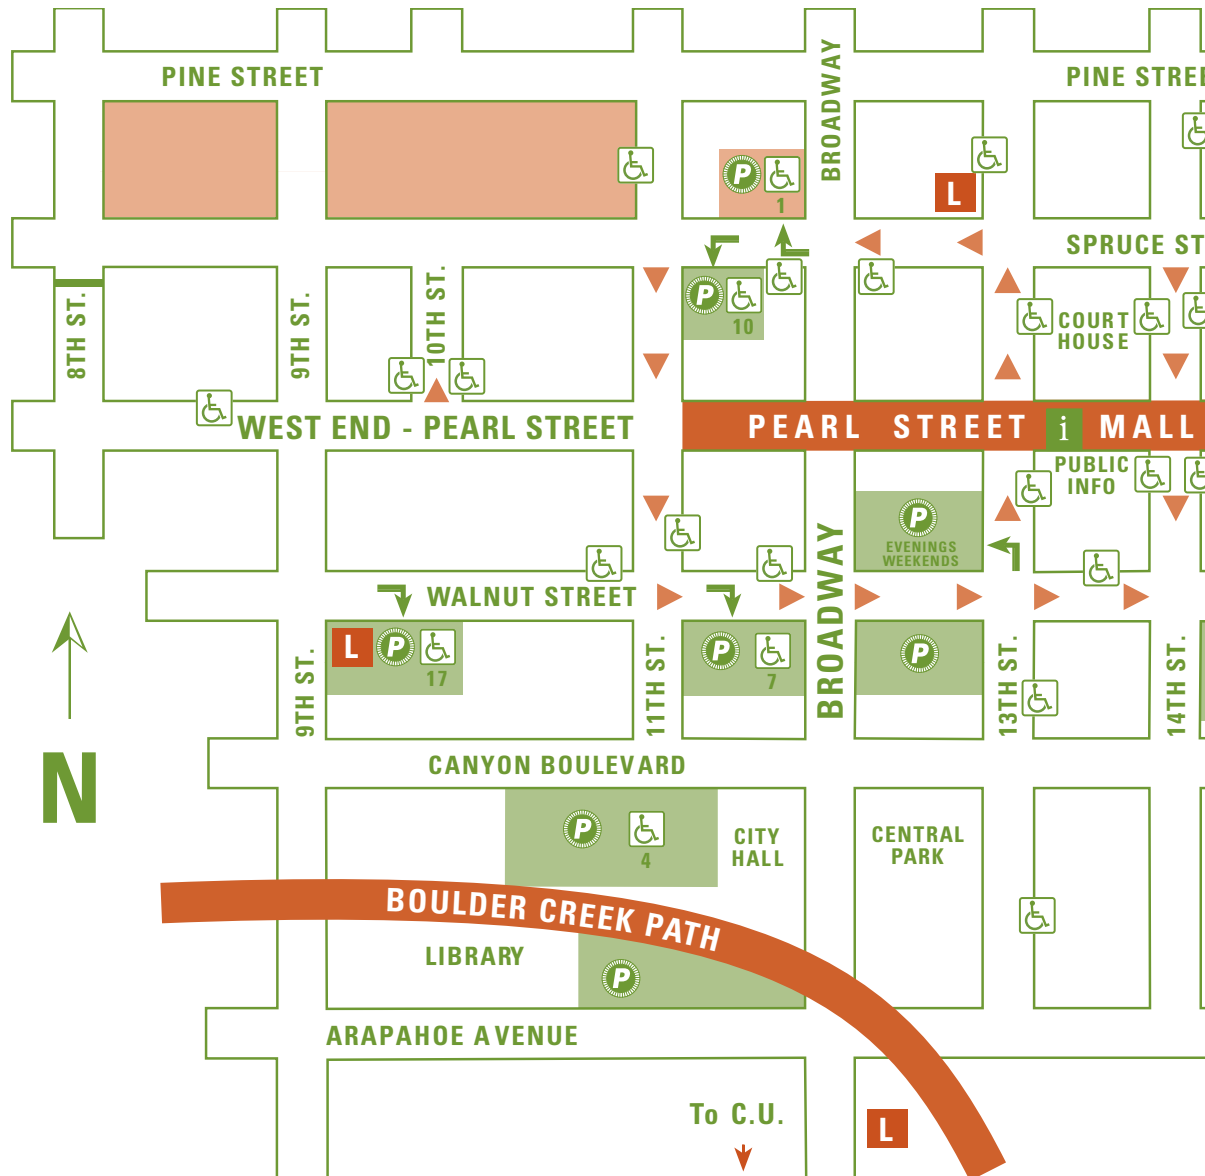 PINE STREET
BROADWAY
PINE STREE
P
1
L
SPRUCE ST
8TH ST.
9TH ST.
10TH ST.
P
10
COURT
HOUSE
WEST END - PEARL STREET
PEARL STREET i MALL
PUBLIC
INFO
P
EVENINGS
WEEKENDS
BROADWAY
WALNUT STREET
L
P
17
P
7
P
9TH ST.
11TH ST.
13TH ST.
14TH ST.
N
CANYON BOULEVARD
P
4
CITY
HALL
CENTRAL
PARK
BOULDER CREEK PATH
LIBRARY
P
ARAPAHOE AVENUE
To C.U.
L